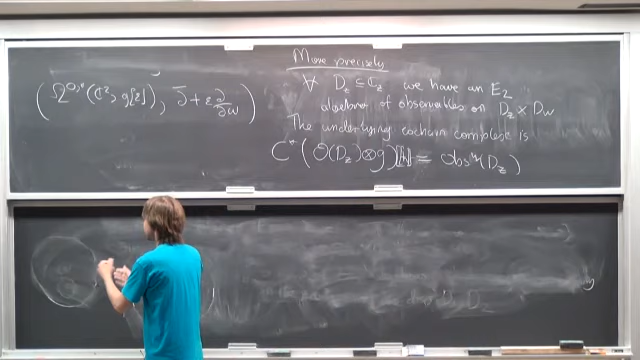 (Ω^{0,*}(ℂ², g[ε]), ∂̄ + ε ∂/∂w)
More precisely
∀ D_z ⊆ ℂ_z we have an E₂
algebra of observables on D_z × D_w
The underlying cochain complex is
C^*(O(D_z)⊗g) = obs (D_z)